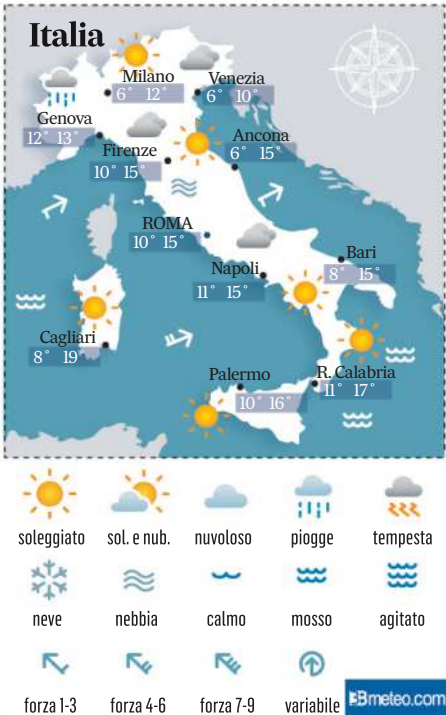 Italia
Milano
6° 12°
Venezia
6° 10°
Genova
12° 13°
Firenze
10° 15°
Ancona
6° 15°
ROMA
10° 15°
Napoli
11° 15°
Bari
8° 15°
Cagliari
8° 19°
Palermo
10° 16°
R. Calabria
11° 17°
soleggiato sol. e nub. nuvoloso piogge tempesta
neve nebbia calmo mosso agitato
forza 1-3 forza 4-6 forza 7-9 variabile
3Bmeteo.com